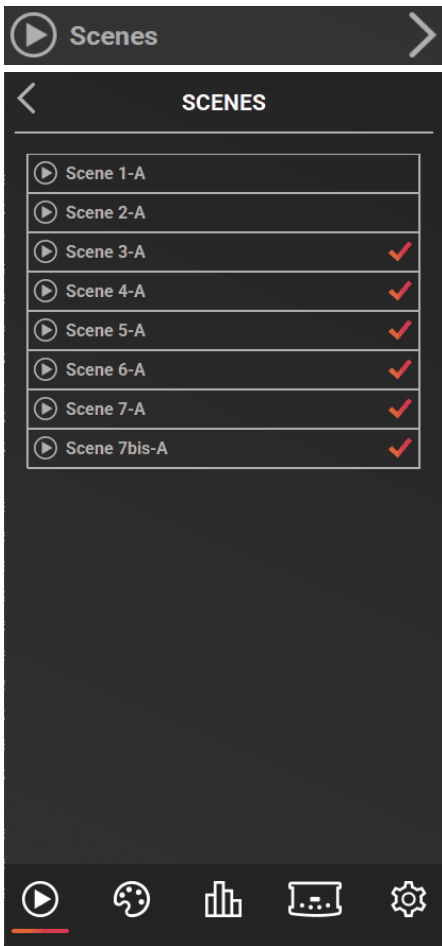 Scenes
SCENES
Scene 1-A
Scene 2-A
Scene 3-A
Scene 4-A
Scene 5-A
Scene 6-A
Scene 7-A
Scene 7bis-A